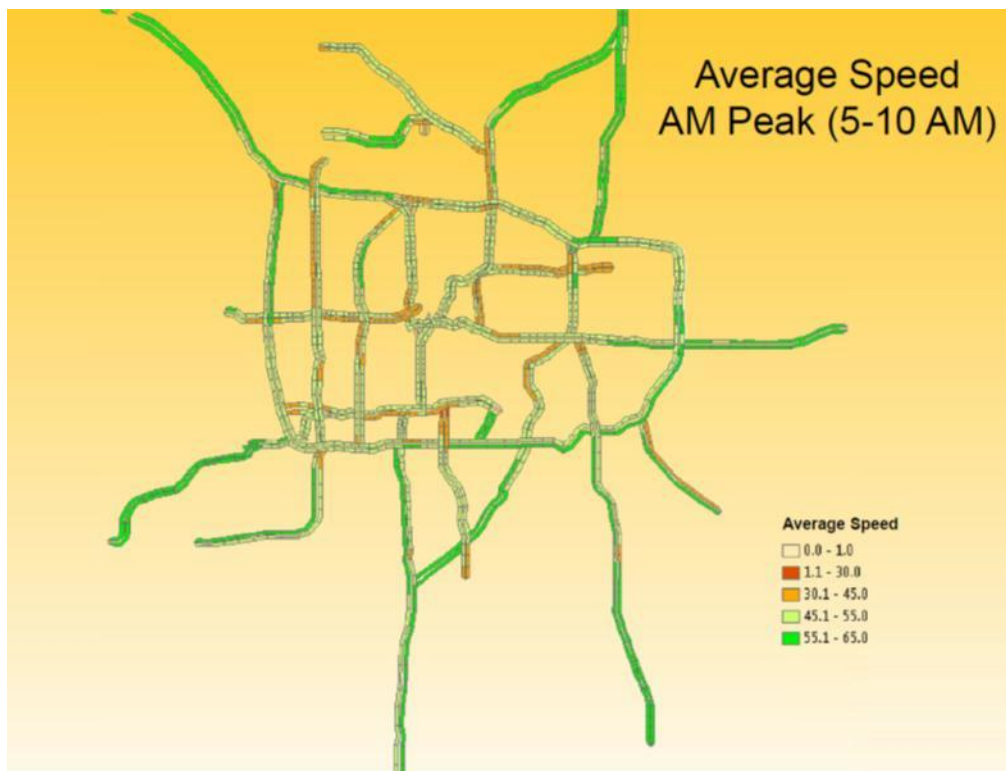 Average Speed
AM Peak (5-10 AM)
Average Speed
0.0 - 1.0
1.1 - 30.0
30.1 - 45.0
45.1 - 55.0
55.1 - 65.0